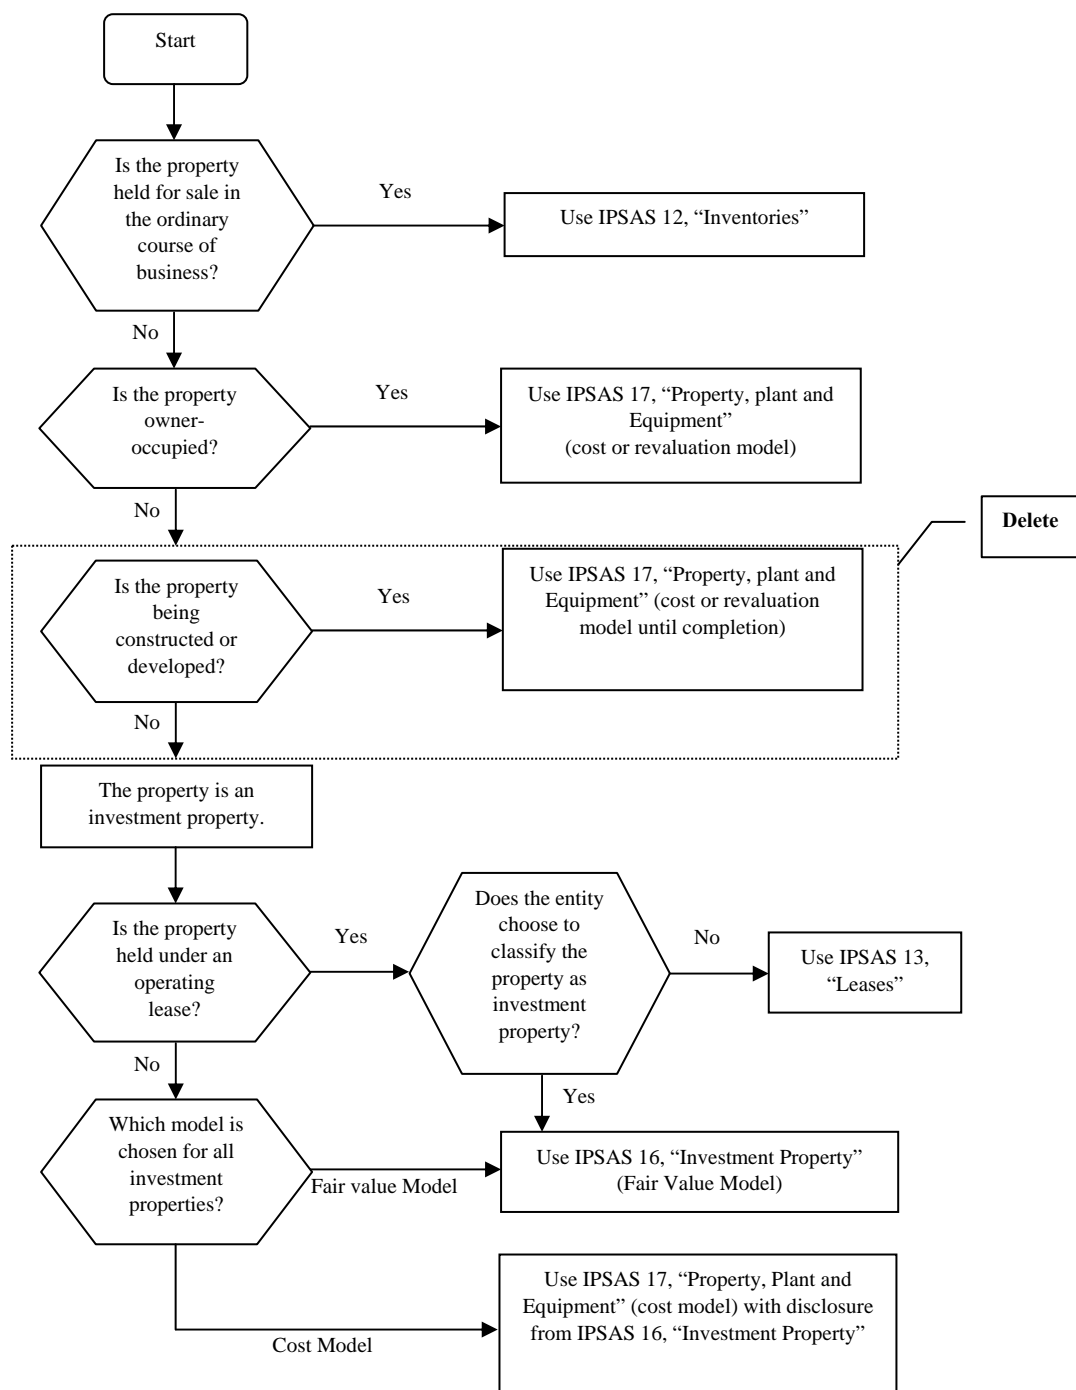 Start
Is the property
held for sale in
the ordinary
course of
business?
Yes
Use IPSAS 12, “Inventories”
No
Is the property
owner-
occupied?
Yes
Use IPSAS 17, “Property, plant and
Equipment”
(cost or revaluation model)
No
Delete
Is the property
being
constructed or
developed?
Yes
Use IPSAS 17, “Property, plant and
Equipment” (cost or revaluation
model until completion)
No
The property is an
investment property.
Is the property
held under an
operating
lease?
Yes
Does the entity
choose to
classify the
property as
investment
property?
No
Use IPSAS 13,
“Leases”
No
Yes
Which model is
chosen for all
investment
properties?
Fair value Model
Use IPSAS 16, “Investment Property”
(Fair Value Model)
Cost Model
Use IPSAS 17, “Property, Plant and
Equipment” (cost model) with disclosure
from IPSAS 16, “Investment Property”